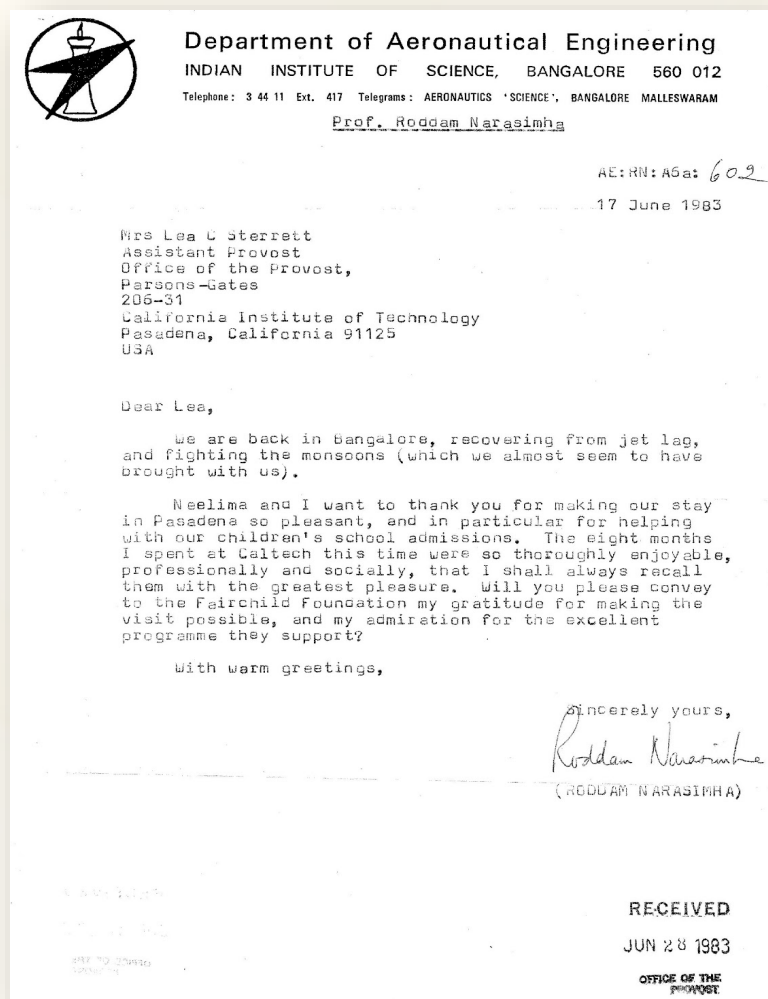 Department of Aeronautical Engineering
INDIAN INSTITUTE OF SCIENCE, BANGALORE 560 012
Telephone: 3 44 11 Ext. 417 Telegrams: AERONAUTICS 'SCIENCE', BANGALORE MALLESWARAM
Prof. Roddam Narasimha
AE:RN:A5a: 602
17 June 1983
Mrs Lea C Sterrett
Assistant Provost
Office of the Provost,
Parsons-Gates
206-31
California Institute of Technology
Pasadena, California 91125
USA
Dear Lea,
We are back in Bangalore, recovering from jet lag,
and fighting the monsoons (which we almost seem to have
brought with us).
Neelima and I want to thank you for making our stay
in Pasadena so pleasant, and in particular for helping
with our children's school admissions. The eight months
I spent at Caltech this time were so thoroughly enjoyable,
professionally and socially, that I shall always recall
them with the greatest pleasure. Will you please convey
to the Fairchild Foundation my gratitude for making the
visit possible, and my admiration for the excellent
programme they support?
With warm greetings,
Sincerely yours,
Roddam Narasimha
(RODDAM NARASIMHA)
RECEIVED
JUN 28 1983
OFFICE OF THE
PROVOST